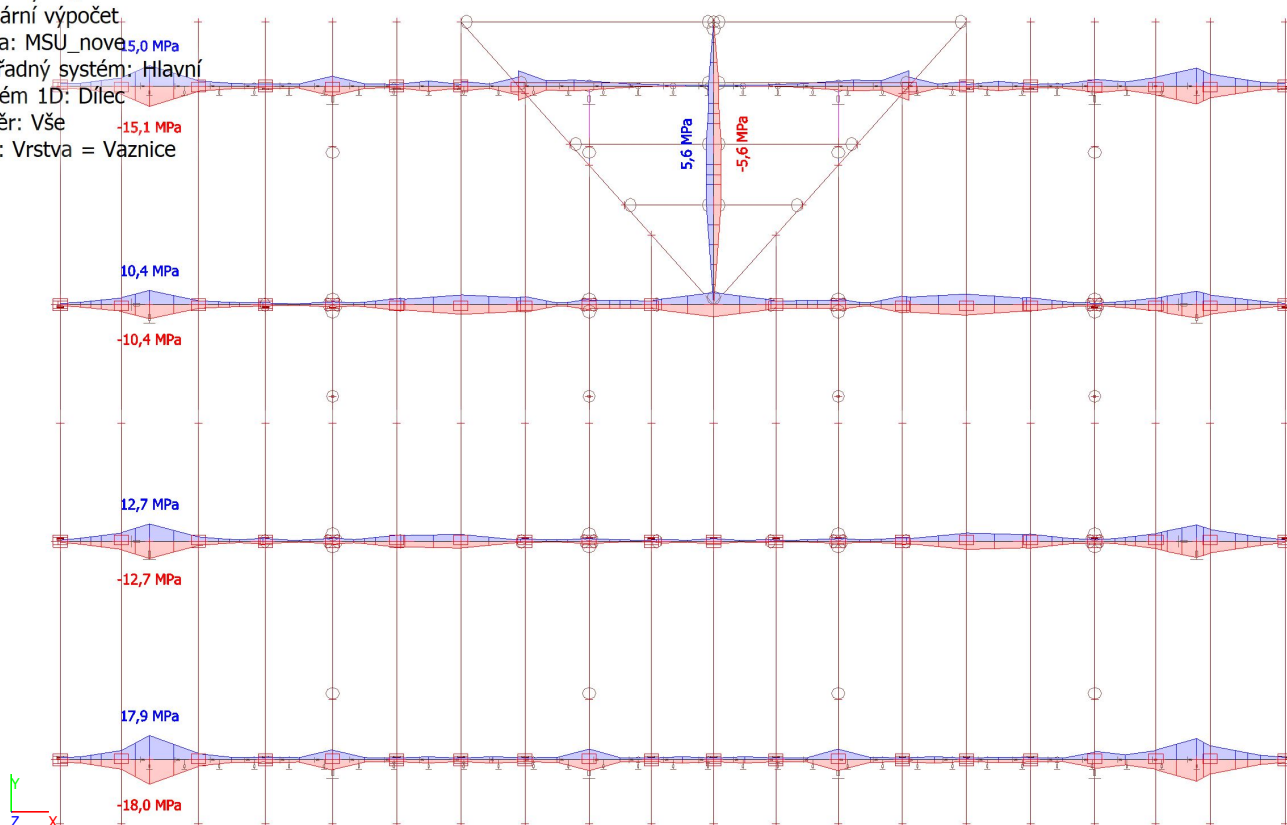 ární výpočet
a: MSU_nove
15,0 MPa
řadný systém: Hlavní
ém 1D: Dílec
ěr: Vše
-15,1 MPa
: Vrstva = Vaznice
5,6 MPa
-5,6 MPa
10,4 MPa
-10,4 MPa
12,7 MPa
-12,7 MPa
17,9 MPa
-18,0 MPa
Y
Z X